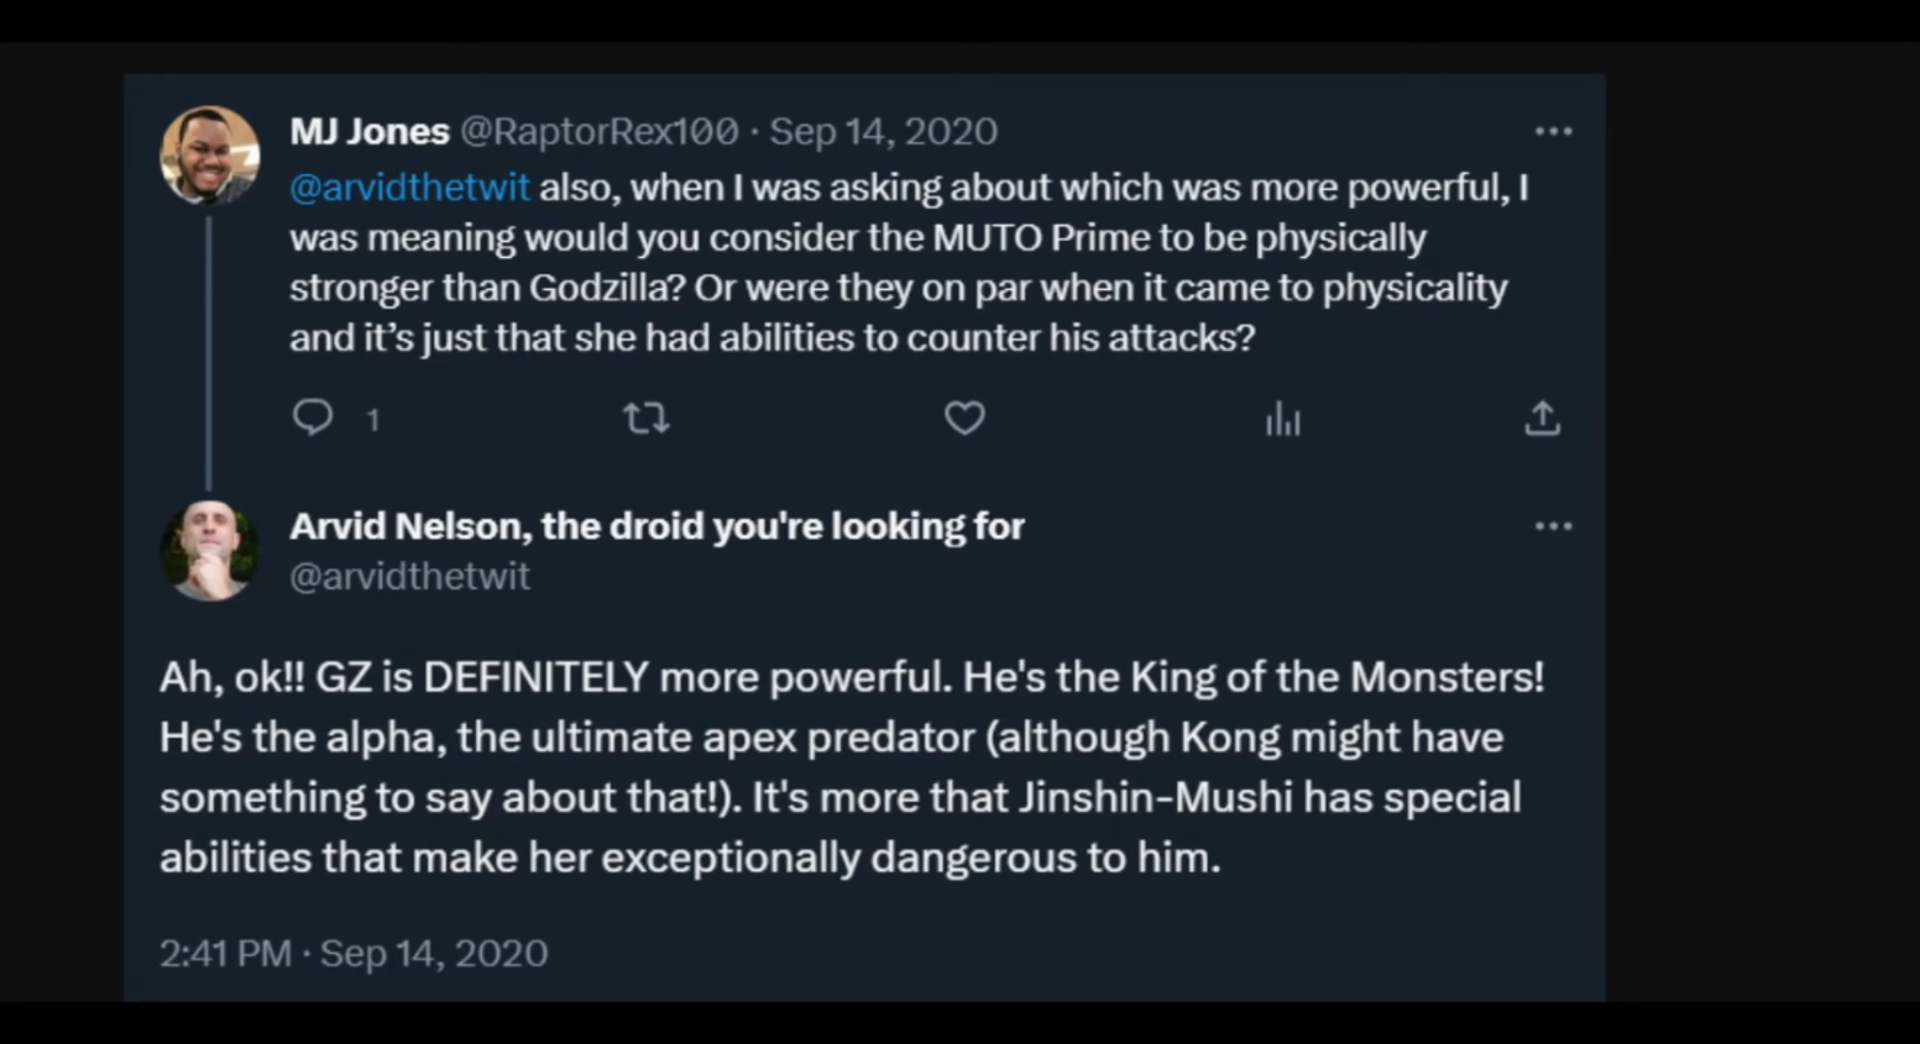 MJ Jones @RaptorRex100 · Sep 14, 2020
@arvidthetwit also, when I was asking about which was more powerful, I
was meaning would you consider the MUTO Prime to be physically
stronger than Godzilla? Or were they on par when it came to physicality
and it’s just that she had abilities to counter his attacks?
1
Arvid Nelson, the droid you're looking for
@arvidthetwit
Ah, ok!! GZ is DEFINITELY more powerful. He's the King of the Monsters!
He's the alpha, the ultimate apex predator (although Kong might have
something to say about that!). It's more that Jinshin-Mushi has special
abilities that make her exceptionally dangerous to him.
2:41 PM · Sep 14, 2020